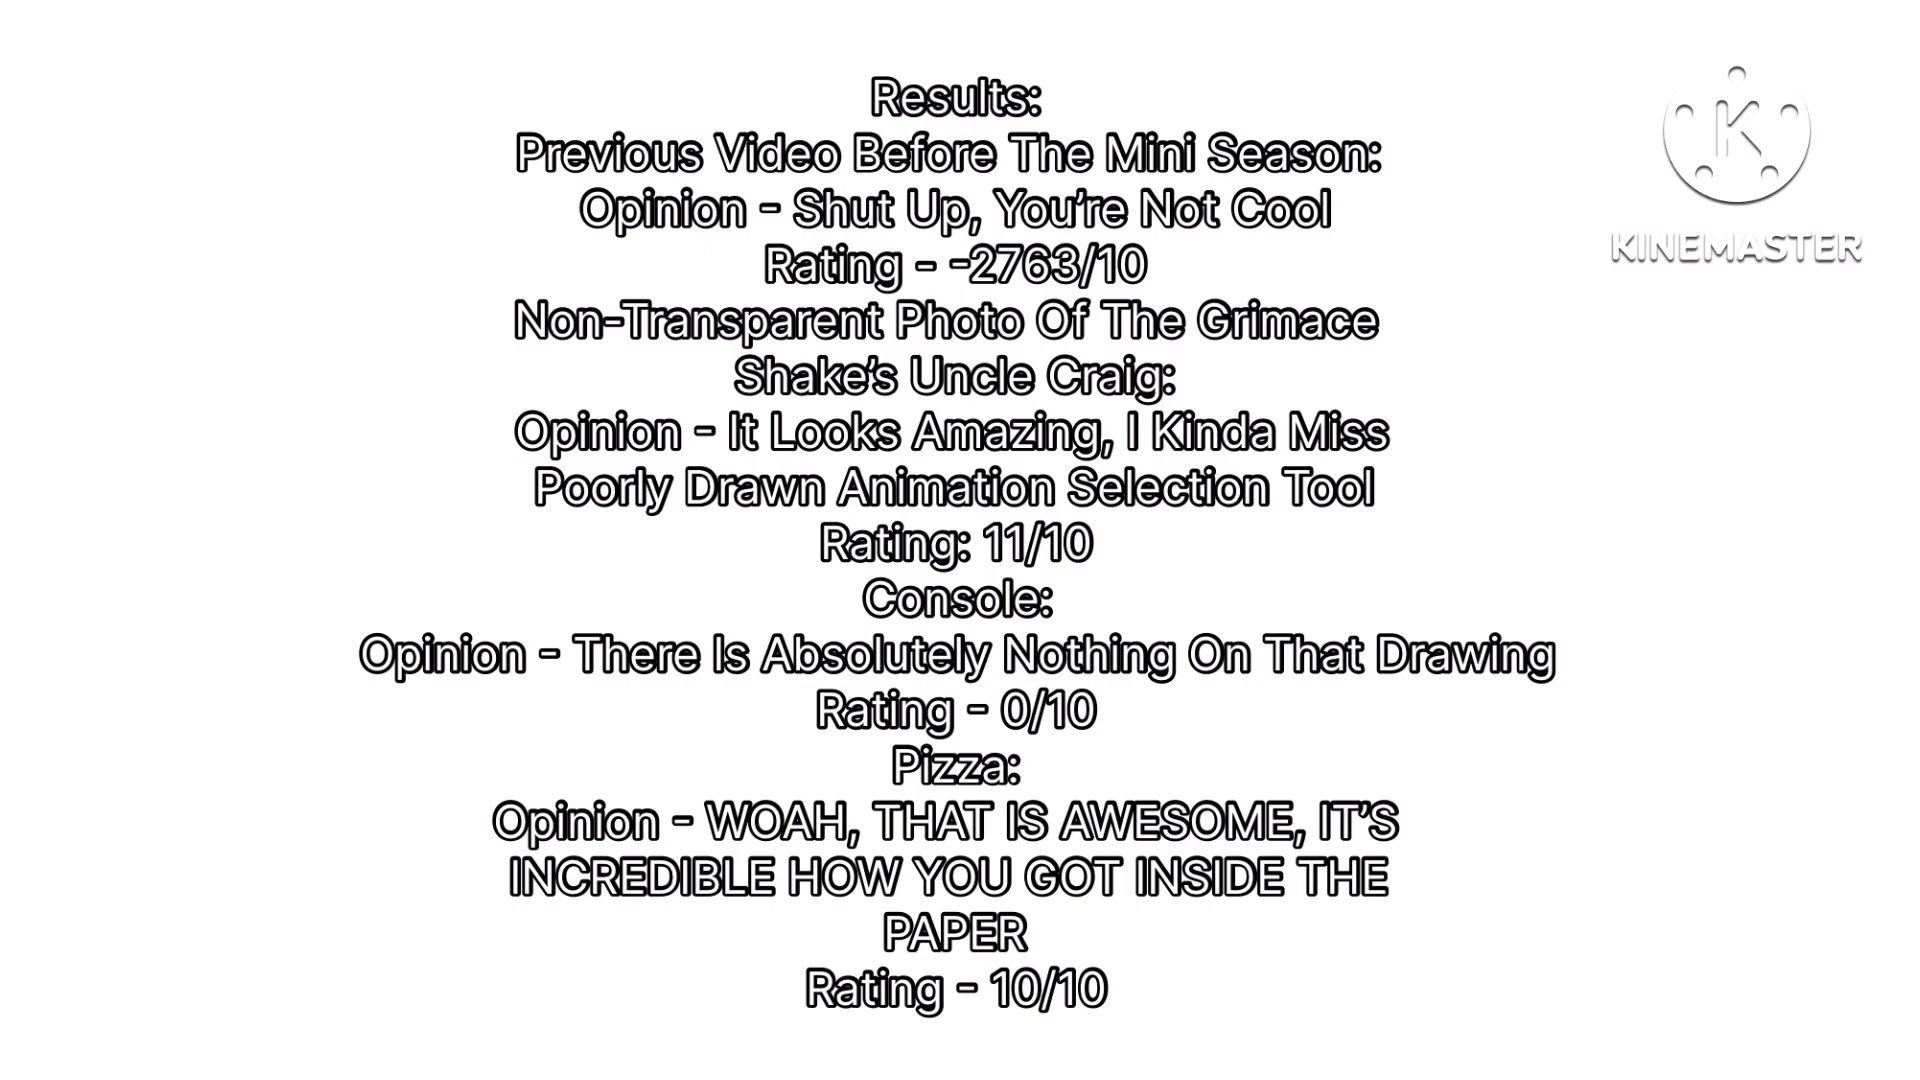 Results:
Previous Video Before The Mini Season:
Opinion - Shut Up, You're Not Cool
Rating - -2763/10
Non-Transparent Photo Of The Grimace
Shake's Uncle Craig:
Opinion - It Looks Amazing, I Kinda Miss
Poorly Drawn Animation Selection Tool
Rating: 11/10
Console:
Opinion - There Is Absolutely Nothing On That Drawing
Rating - 0/10
Pizza:
Opinion - WOAH, THAT IS AWESOME, IT'S
INCREDIBLE HOW YOU GOT INSIDE THE
PAPER
Rating - 10/10
K
KINEMASTER